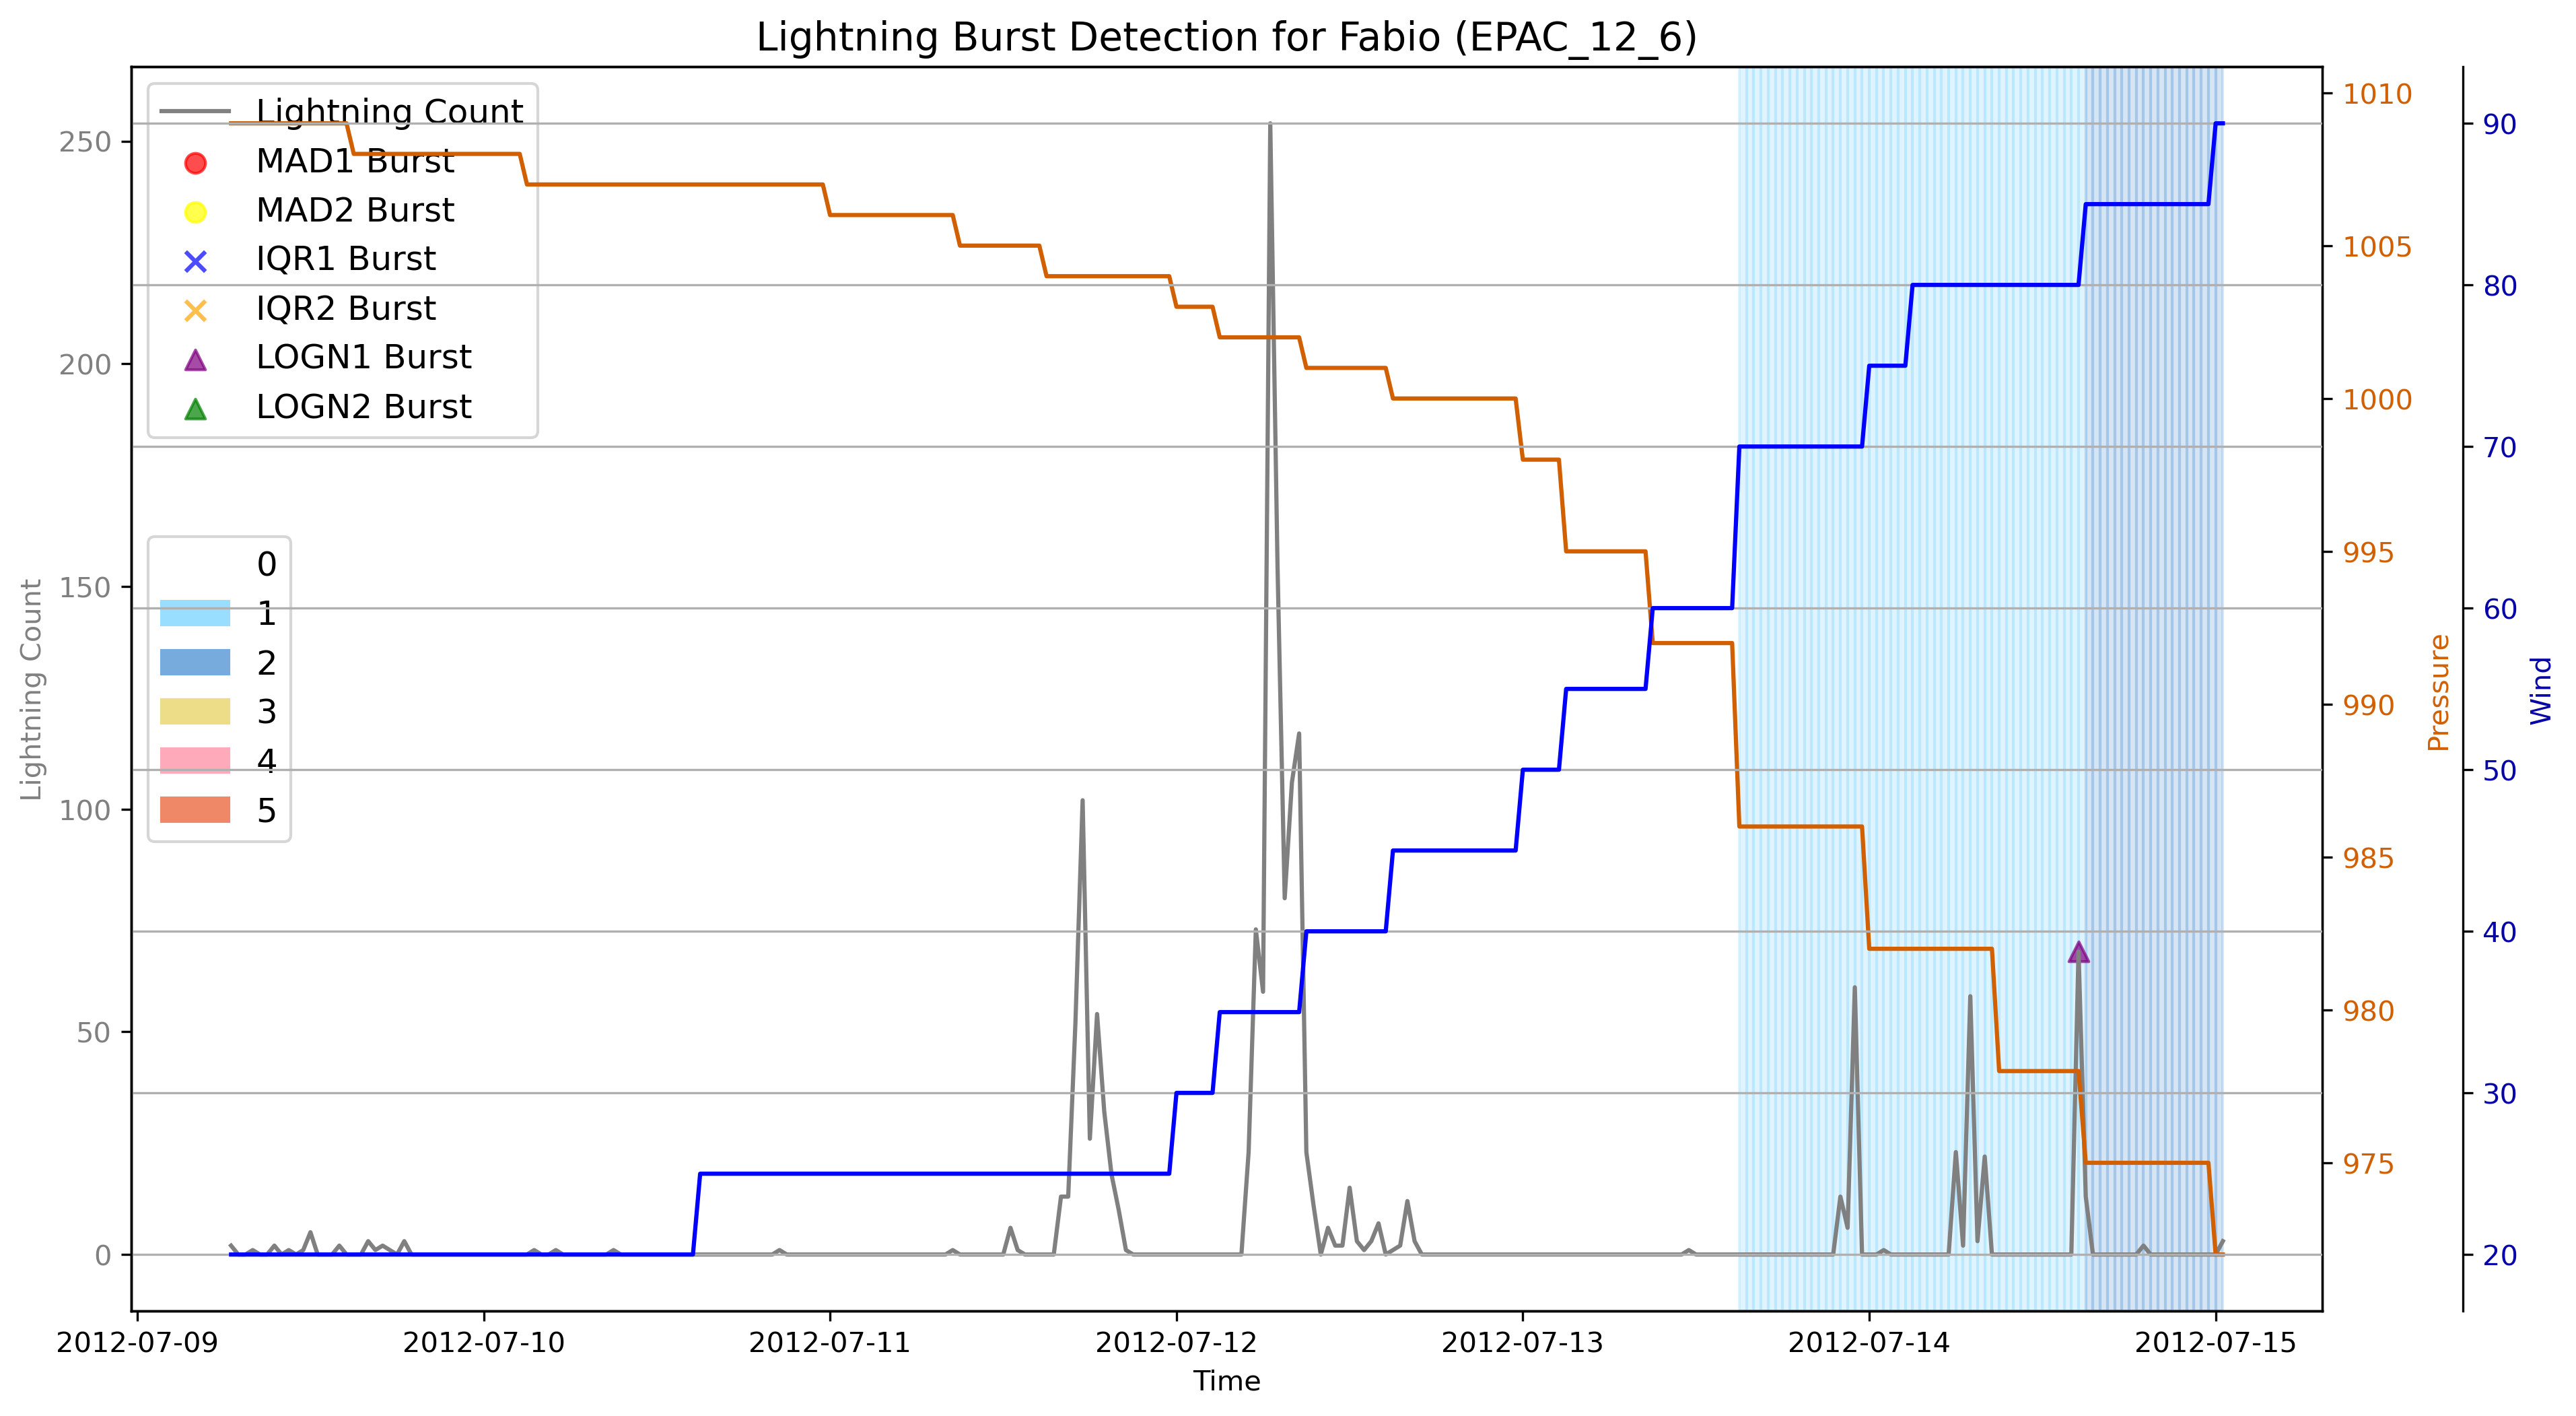 Lightning Burst Detection for Fabio (EPAC_12_6)
Lightning Count
MAD1 Burst
MAD2 Burst
IQR1 Burst
IQR2 Burst
LOGN1 Burst
LOGN2 Burst
0
1
2
3
4
5
Lightning Count
250
200
150
100
50
0
1010
1005
1000
995
990
985
980
975
Pressure
90
80
70
60
50
40
30
20
Wind
2012-07-09
2012-07-10
2012-07-11
2012-07-12
2012-07-13
2012-07-14
2012-07-15
Time